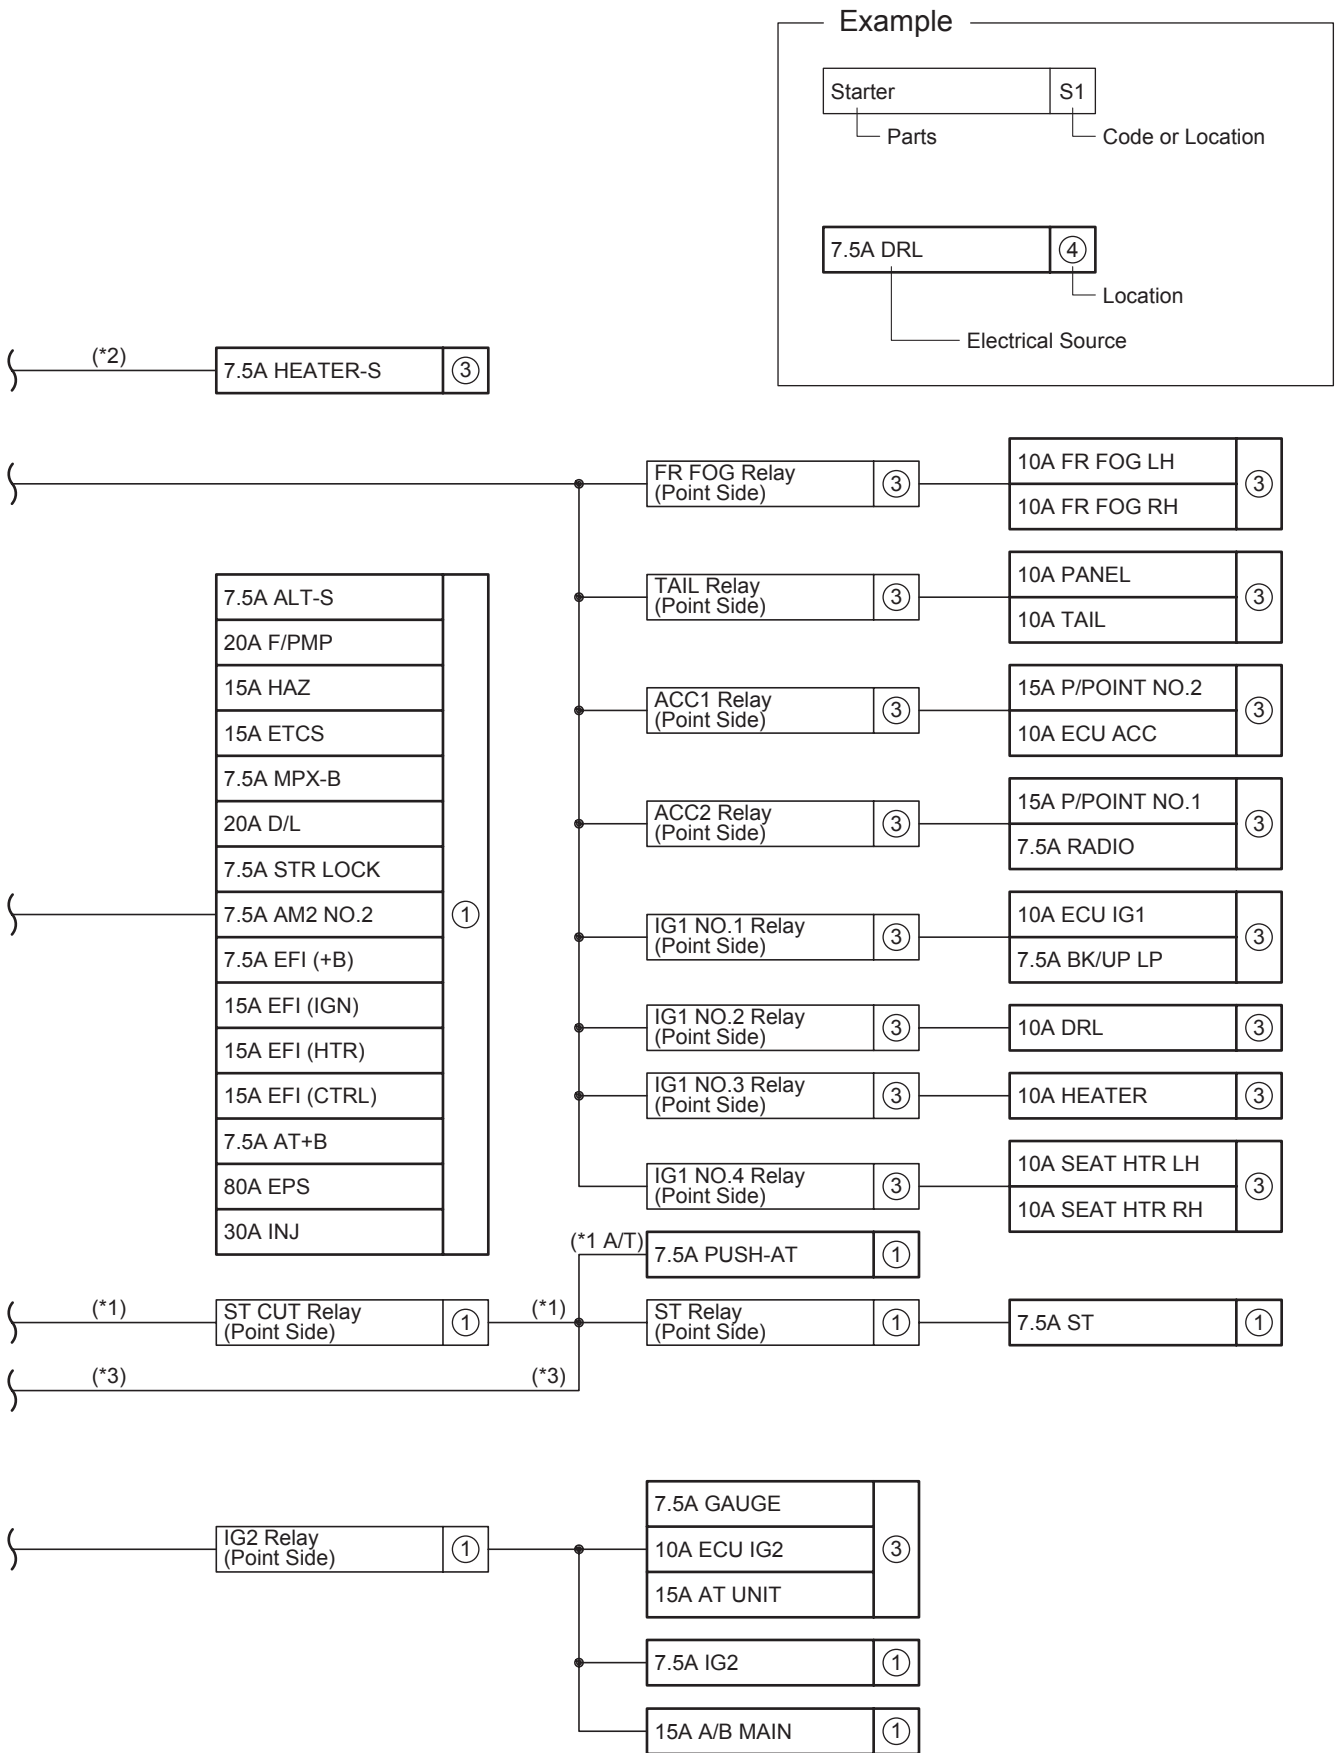 Example
Starter
S1
Parts
Code or Location
7.5A DRL
4
Location
Electrical Source
(*2)
7.5A HEATER-S
3
FR FOG Relay
(Point Side)
3
10A FR FOG LH
10A FR FOG RH
3
TAIL Relay
(Point Side)
3
10A PANEL
10A TAIL
3
ACC1 Relay
(Point Side)
3
15A P/POINT NO.2
10A ECU ACC
3
ACC2 Relay
(Point Side)
3
15A P/POINT NO.1
7.5A RADIO
3
IG1 NO.1 Relay
(Point Side)
3
10A ECU IG1
7.5A BK/UP LP
3
IG1 NO.2 Relay
(Point Side)
3
10A DRL
3
IG1 NO.3 Relay
(Point Side)
3
10A HEATER
3
IG1 NO.4 Relay
(Point Side)
3
10A SEAT HTR LH
10A SEAT HTR RH
3
7.5A ALT-S
20A F/PMP
15A HAZ
15A ETCS
7.5A MPX-B
20A D/L
7.5A STR LOCK
7.5A AM2 NO.2
7.5A EFI (+B)
15A EFI (IGN)
15A EFI (HTR)
15A EFI (CTRL)
7.5A AT+B
80A EPS
30A INJ
1
(*1 A/T)
7.5A PUSH-AT
1
(*1)
ST CUT Relay
(Point Side)
1
(*1)
ST Relay
(Point Side)
1
7.5A ST
1
(*3)
(*3)
IG2 Relay
(Point Side)
1
7.5A GAUGE
10A ECU IG2
15A AT UNIT
3
7.5A IG2
1
15A A/B MAIN
1